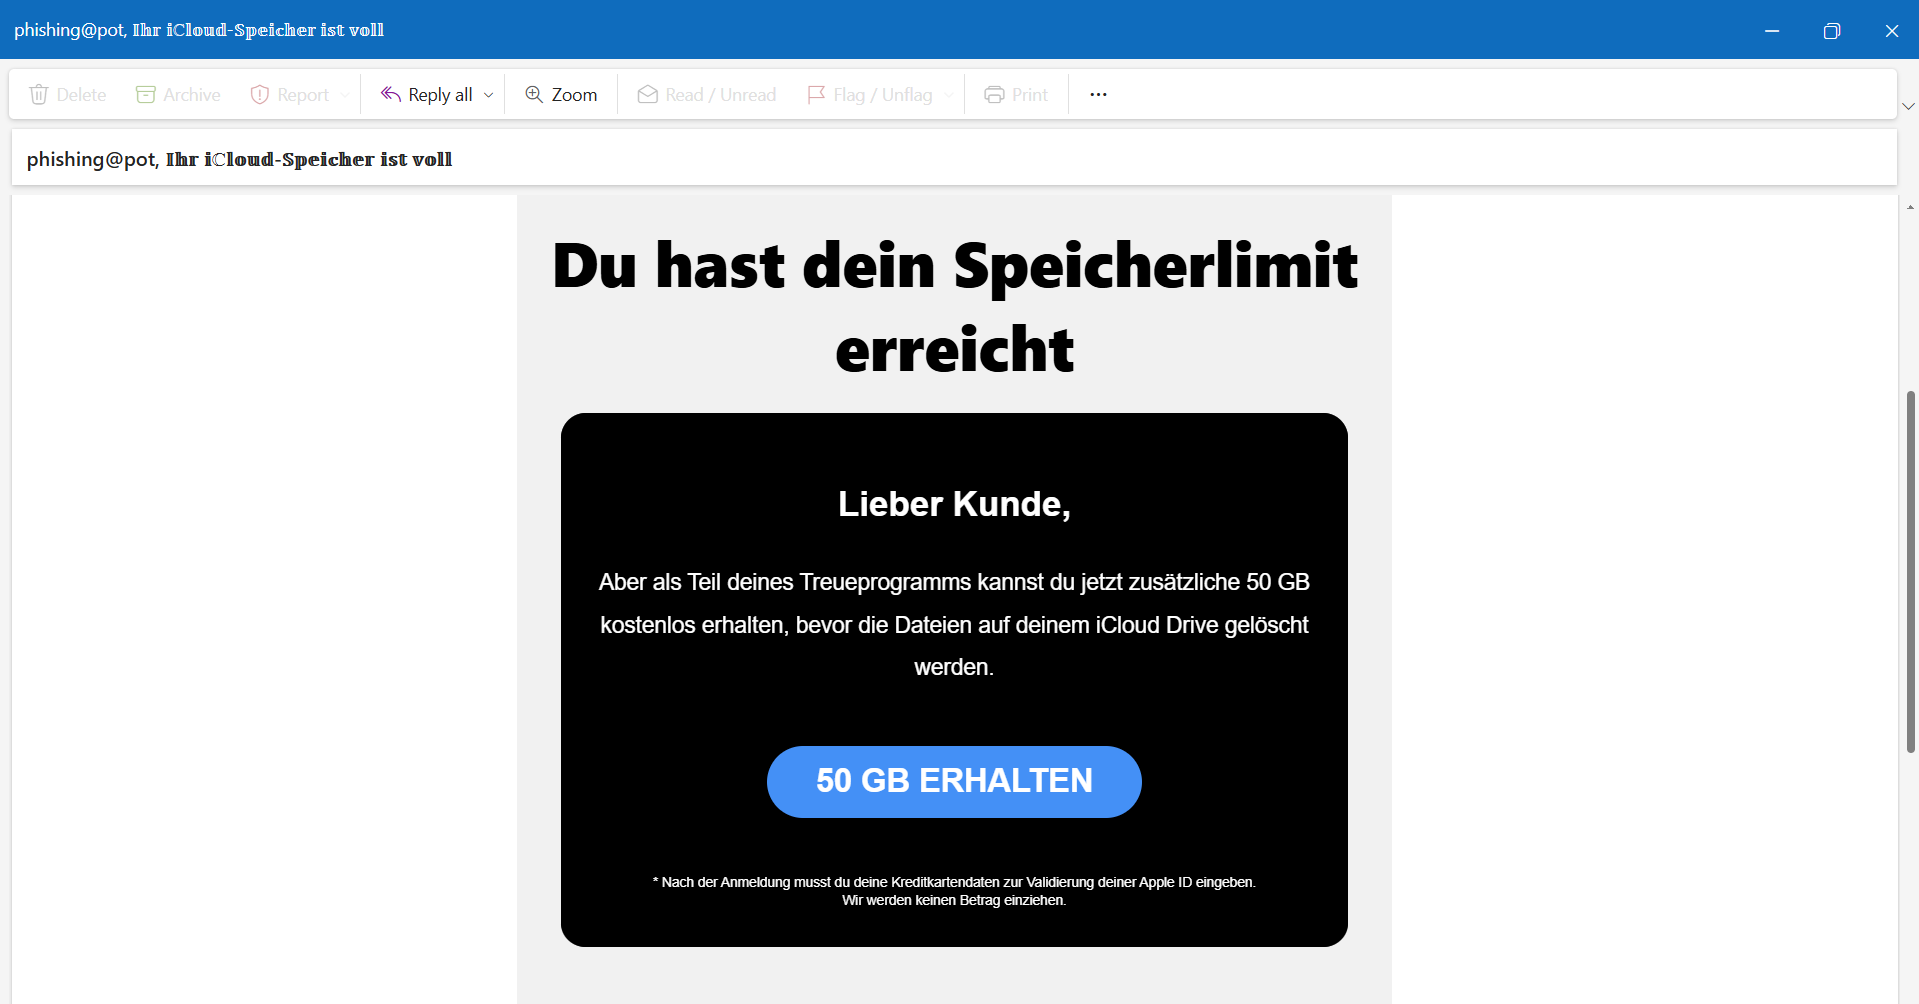 phishing@pot, 𝕀𝕙𝕣 𝕚ℂ𝕝𝕠𝕦𝕕-𝕊𝕡𝕖𝕚𝕔𝕙𝕖𝕣 𝕚𝕤𝕥 𝕧𝕠𝕝𝕝
Delete Archive Report Reply all Zoom Read / Unread Flag / Unflag Print ...
phishing@pot, 𝕀𝕙𝕣 𝕚ℂ𝕝𝕠𝕦𝕕-𝕊𝕡𝕖𝕚𝕔𝕙𝕖𝕣 𝕚𝕤𝕥 𝕧𝕠𝕝𝕝
Du hast dein Speicherlimit
erreicht
Lieber Kunde,
Aber als Teil deines Treueprogramms kannst du jetzt zusätzliche 50 GB
kostenlos erhalten, bevor die Dateien auf deinem iCloud Drive gelöscht
werden.
50 GB ERHALTEN
* Nach der Anmeldung musst du deine Kreditkartendaten zur Validierung deiner Apple ID eingeben.
Wir werden keinen Betrag einziehen.